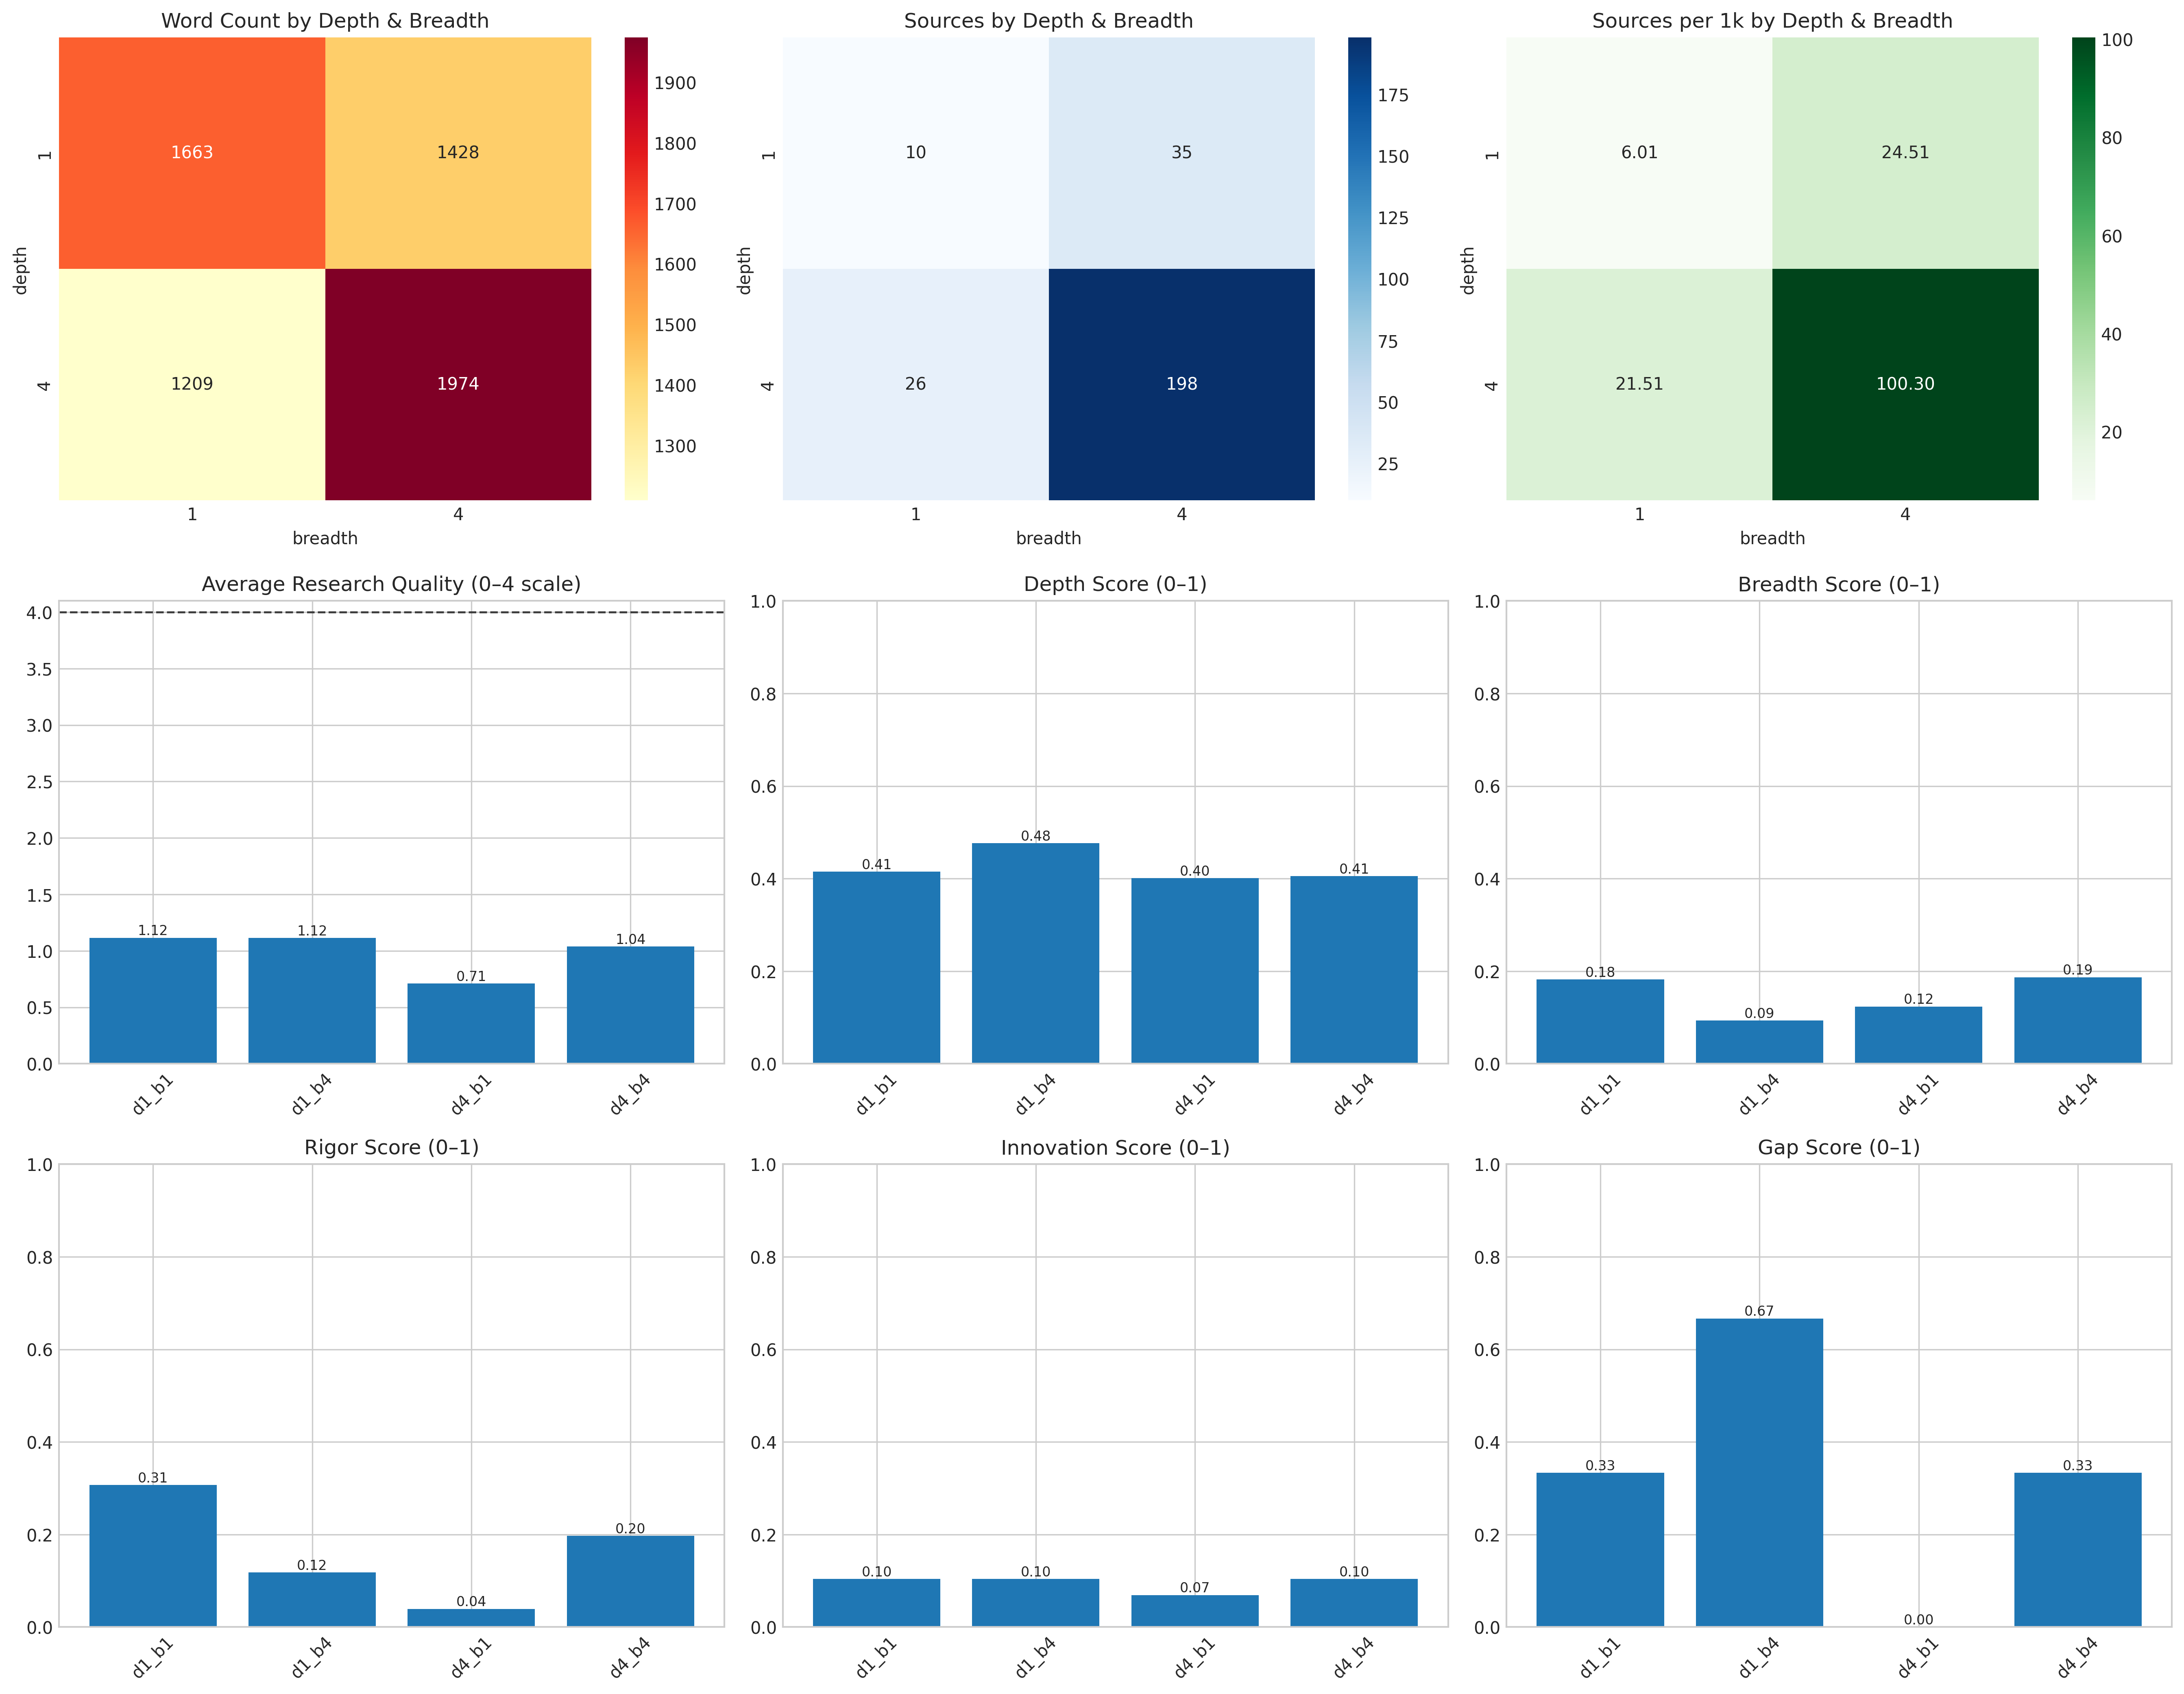 Word Count by Depth & Breadth
1663
1428
1209
1974
1
4
depth
1
4
breadth
1900
1800
1700
1600
1500
1400
1300
Sources by Depth & Breadth
10
35
26
198
1
4
depth
1
4
breadth
175
150
125
100
75
50
25
Sources per 1k by Depth & Breadth
6.01
24.51
21.51
100.30
1
4
depth
1
4
breadth
100
80
60
40
20
Average Research Quality (0–4 scale)
4.0
3.5
3.0
2.5
2.0
1.5
1.0
0.5
0.0
1.12
1.12
0.71
1.04
d1_b1
d1_b4
d4_b1
d4_b4
Depth Score (0–1)
1.0
0.8
0.6
0.4
0.2
0.0
0.41
0.48
0.40
0.41
d1_b1
d1_b4
d4_b1
d4_b4
Breadth Score (0–1)
1.0
0.8
0.6
0.4
0.2
0.0
0.18
0.09
0.12
0.19
d1_b1
d1_b4
d4_b1
d4_b4
Rigor Score (0–1)
1.0
0.8
0.6
0.4
0.2
0.0
0.31
0.12
0.04
0.20
d1_b1
d1_b4
d4_b1
d4_b4
Innovation Score (0–1)
1.0
0.8
0.6
0.4
0.2
0.0
0.10
0.10
0.07
0.10
d1_b1
d1_b4
d4_b1
d4_b4
Gap Score (0–1)
1.0
0.8
0.6
0.4
0.2
0.0
0.33
0.67
0.00
0.33
d1_b1
d1_b4
d4_b1
d4_b4